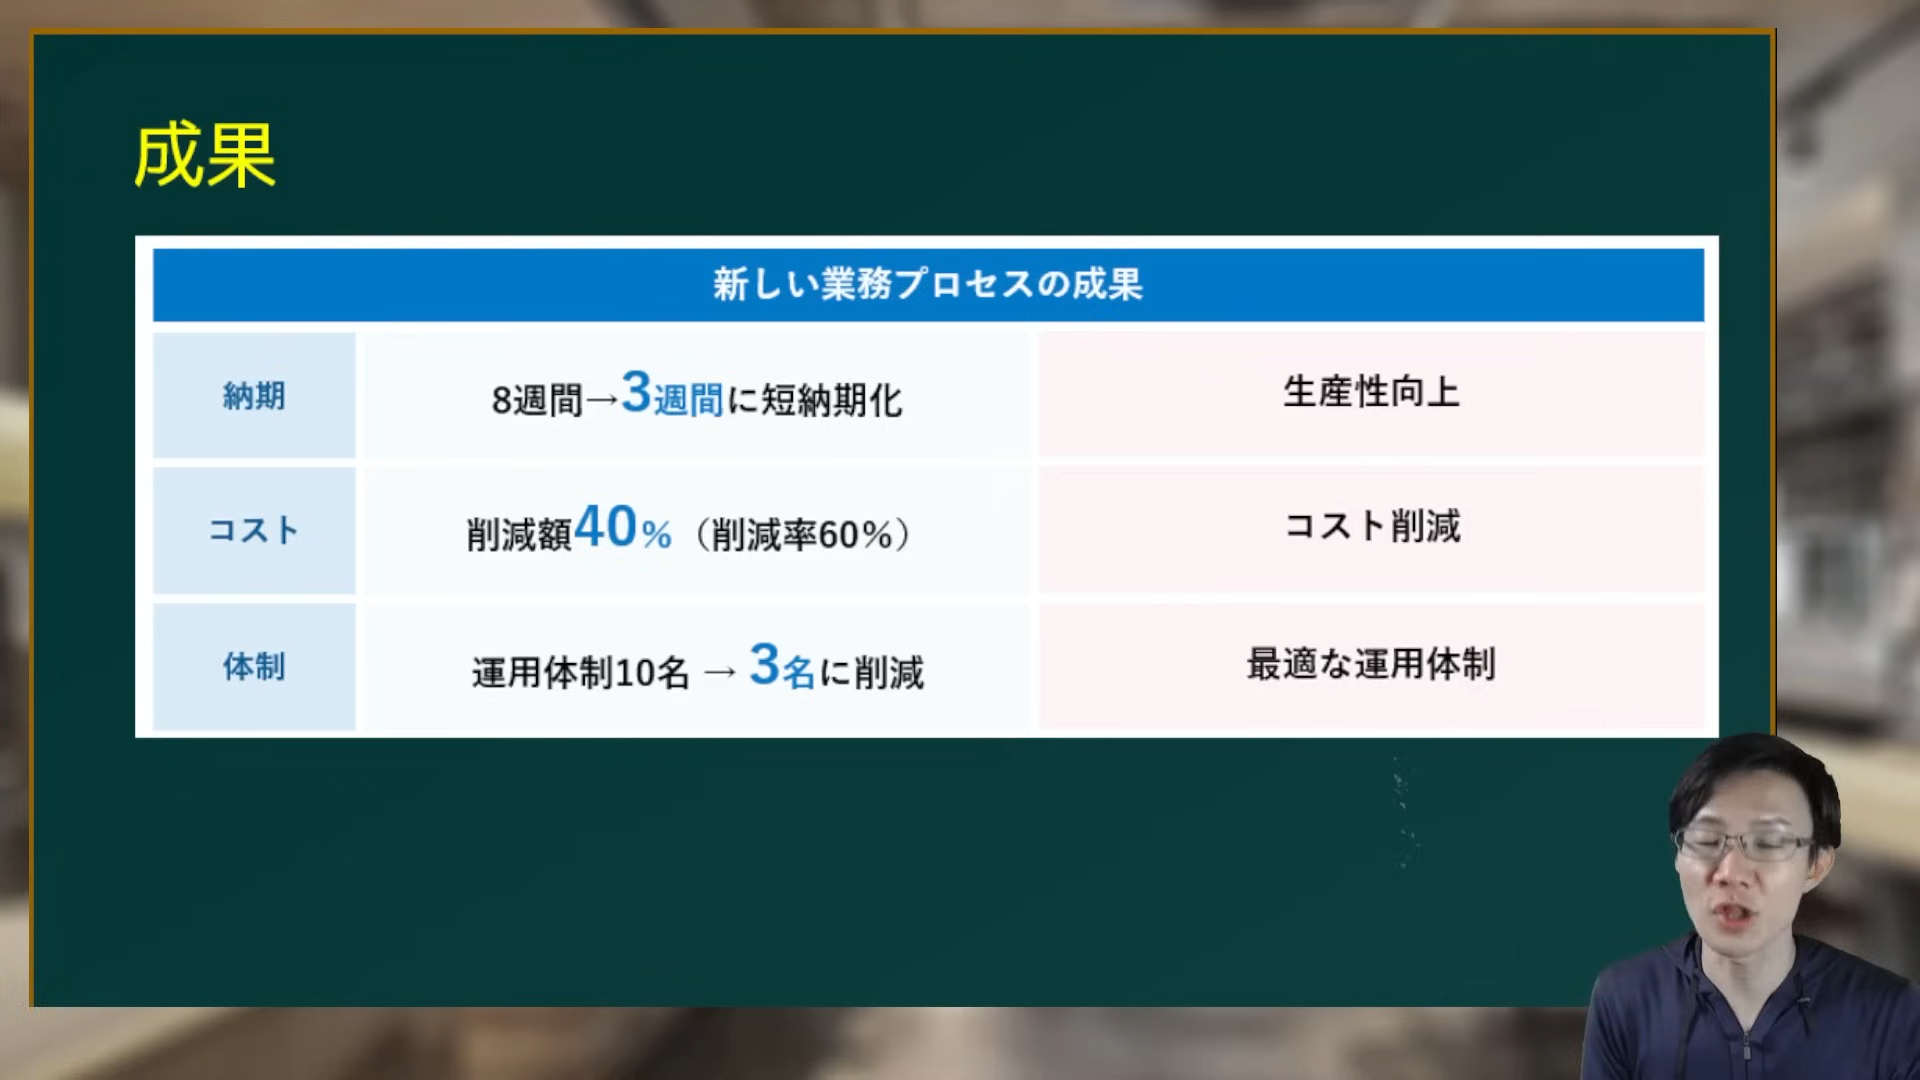 成果
新しい業務プロセスの成果
納期
8週間→3週間に短納期化
生産性向上
コスト
削減額40%（削減率60%）
コスト削減
体制
運用体制10名 → 3名に削減
最適な運用体制